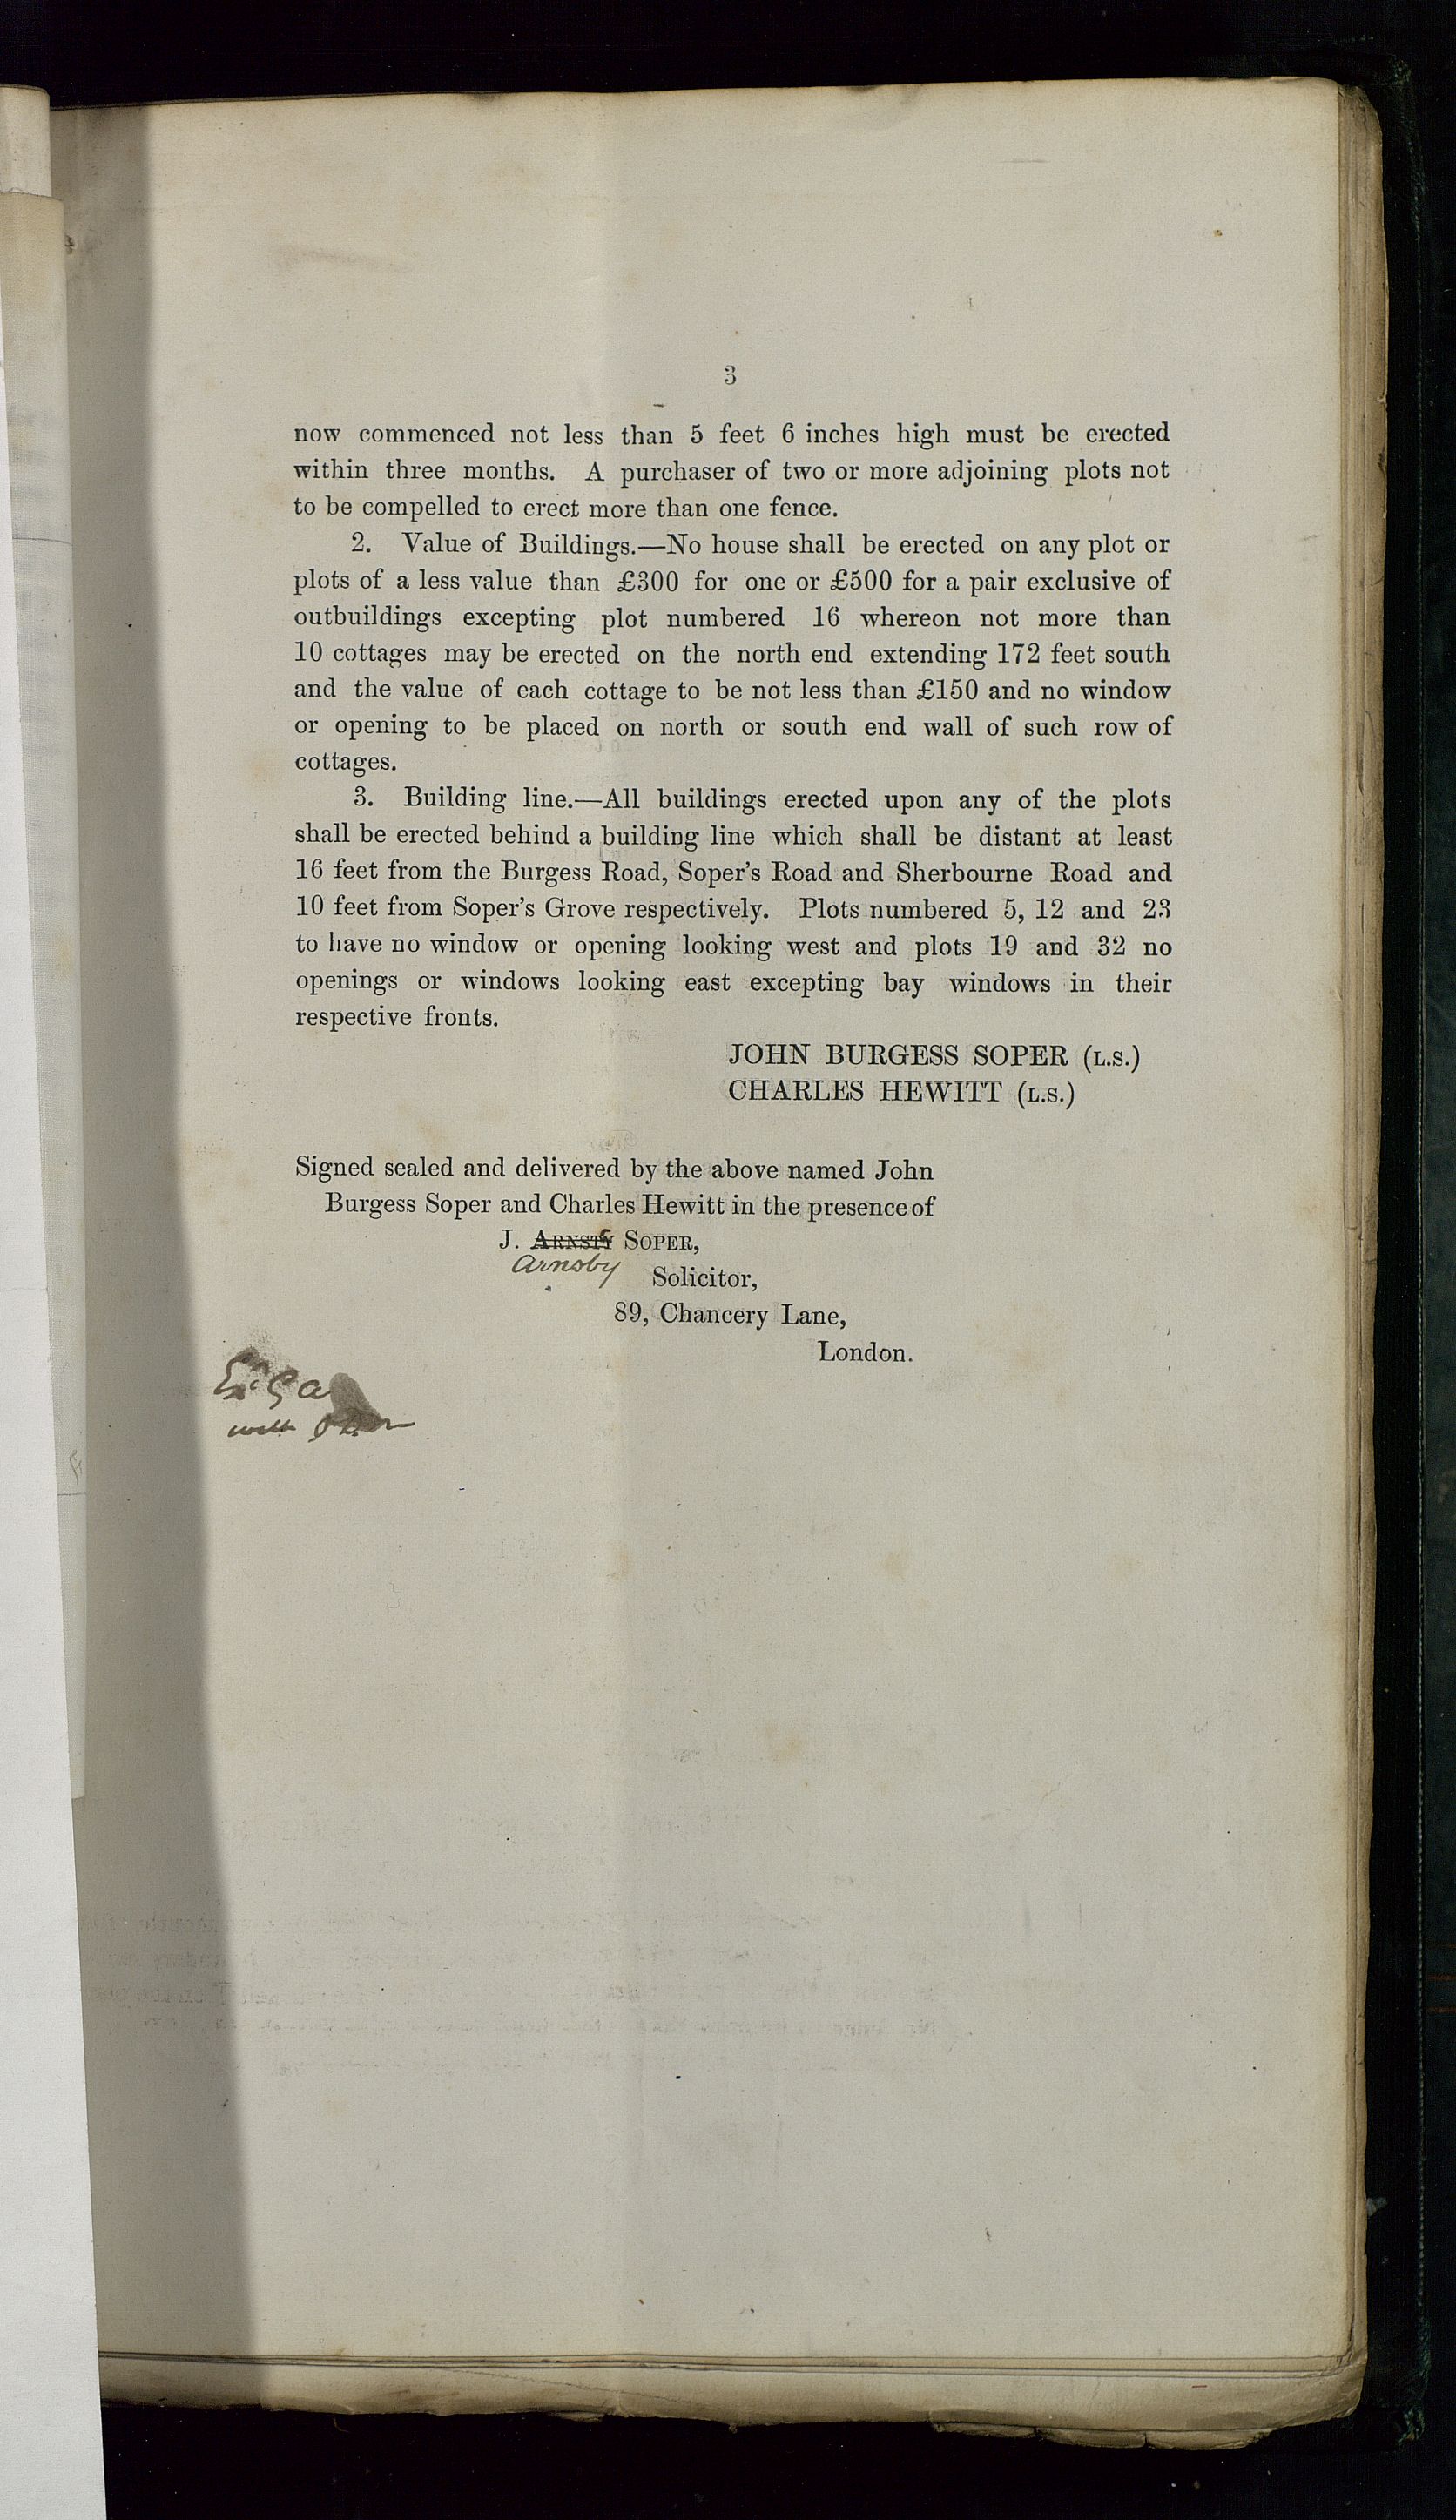 3
now commenced not less than 5 feet 6 inches high must be erected
within three months. A purchaser of two or more adjoining plots not
to be compelled to erect more than one fence.
2. Value of Buildings.—No house shall be erected on any plot or
plots of a less value than £300 for one or £500 for a pair exclusive of
outbuildings excepting plot numbered 16 whereon not more than
10 cottages may be erected on the north end extending 172 feet south
and the value of each cottage to be not less than £150 and no window
or opening to be placed on north or south end wall of such row of
cottages.
3. Building line.—All buildings erected upon any of the plots
shall be erected behind a building line which shall be distant at least
16 feet from the Burgess Road, Soper's Road and Sherbourne Road and
10 feet from Soper's Grove respectively. Plots numbered 5, 12 and 23
to have no window or opening looking west and plots 19 and 32 no
openings or windows looking east excepting bay windows in their
respective fronts.
JOHN BURGESS SOPER (L.S.)
CHARLES HEWITT (L.S.)
Signed sealed and delivered by the above named John
Burgess Soper and Charles Hewitt in the presence of
J. ARNSTY SOPER,
Arnsby
Solicitor,
89, Chancery Lane,
London.
with